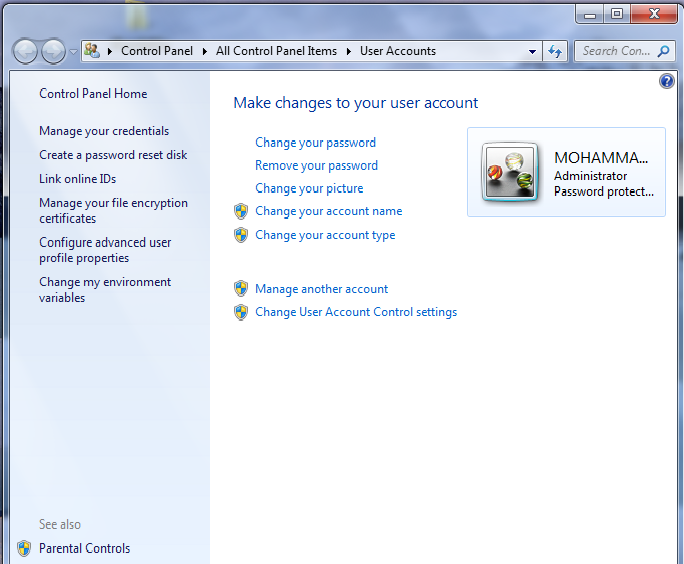 Control Panel
All Control Panel Items
User Accounts
Search Con...
Control Panel Home
Manage your credentials
Create a password reset disk
Link online IDs
Manage your file encryption
certificates
Configure advanced user
profile properties
Change my environment
variables
See also
Parental Controls
Make changes to your user account
Change your password
Remove your password
Change your picture
Change your account name
Change your account type
Manage another account
Change User Account Control settings
MOHAMMA...
Administrator
Password protect...